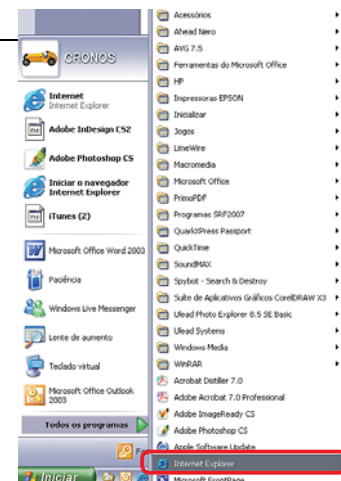 CRONOS
Internet
Internet Explorer
Adobe InDesign CS2
Adobe Photoshop CS
Iniciar o navegador
Internet Explorer
iTunes (2)
Microsoft Office Word 2003
Paciência
Windows Live Messenger
Lente de aumento
Teclado virtual
Microsoft Office Outlook
2003
Todos os programas
Iniciar
Acessórios
Ahead Nero
AVG 7.5
Ferramentas do Microsoft Office
HP
Impressoras EPSON
Inicializar
Jogos
LimeWire
Macromedia
Microsoft Office
PrimoPDF
Programas SRF2007
QuarkXPress Passport
QuickTime
SoundMAX
Spybot - Search & Destroy
Suite de Aplicativos Gráficos CorelDRAW X3
Ulead Photo Explorer 8.5 SE Basic
Ulead Systems
Windows Media
WinRAR
Acrobat Distiller 7.0
Adobe Acrobat 7.0 Professional
Adobe ImageReady CS
Adobe Photoshop CS
Apple Software Update
Internet Explorer
Microsoft FrontPage